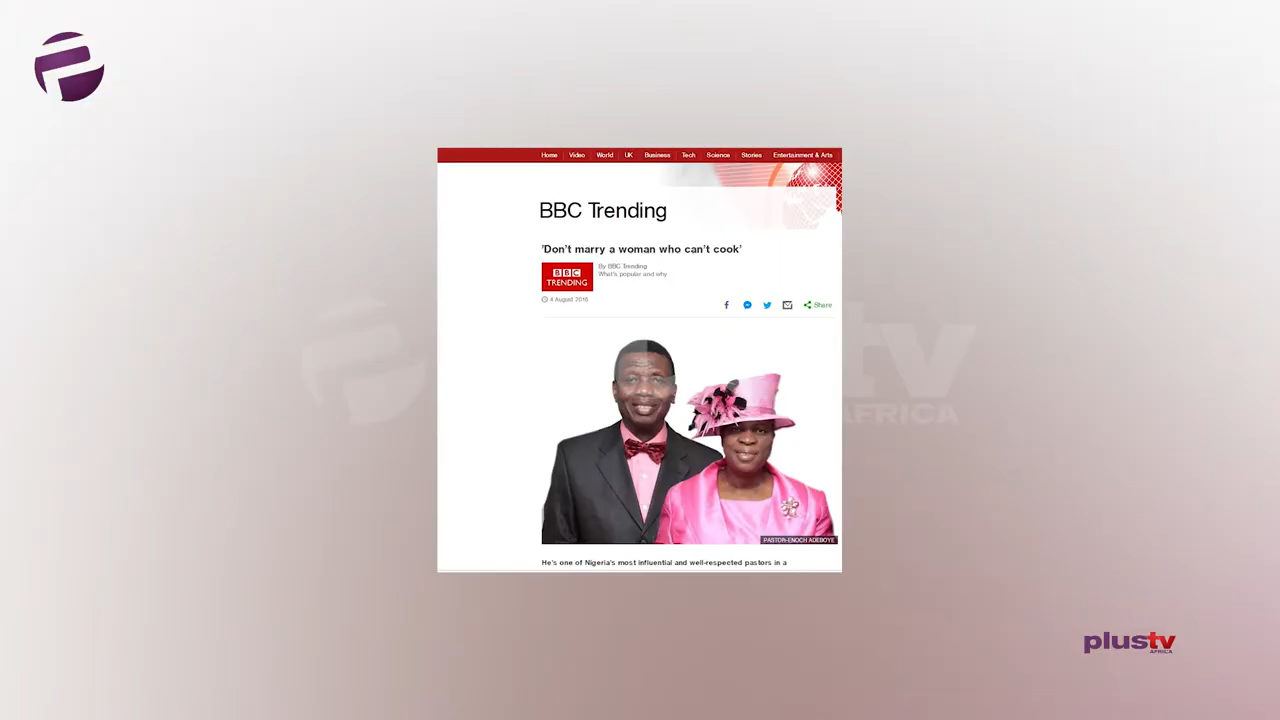 Home Video World UK Business Tech Science Stories Entertainment & Arts
BBC Trending
'Don't marry a woman who can't cook'
BBC
TRENDING
By BBC Trending
What's popular and why
4 August 2016
Share
PASTOR-ENOCH ADEBOYE
He's one of Nigeria's most influential and well-respected pastors in a
tv
AFRICA
plustv
AFRICA